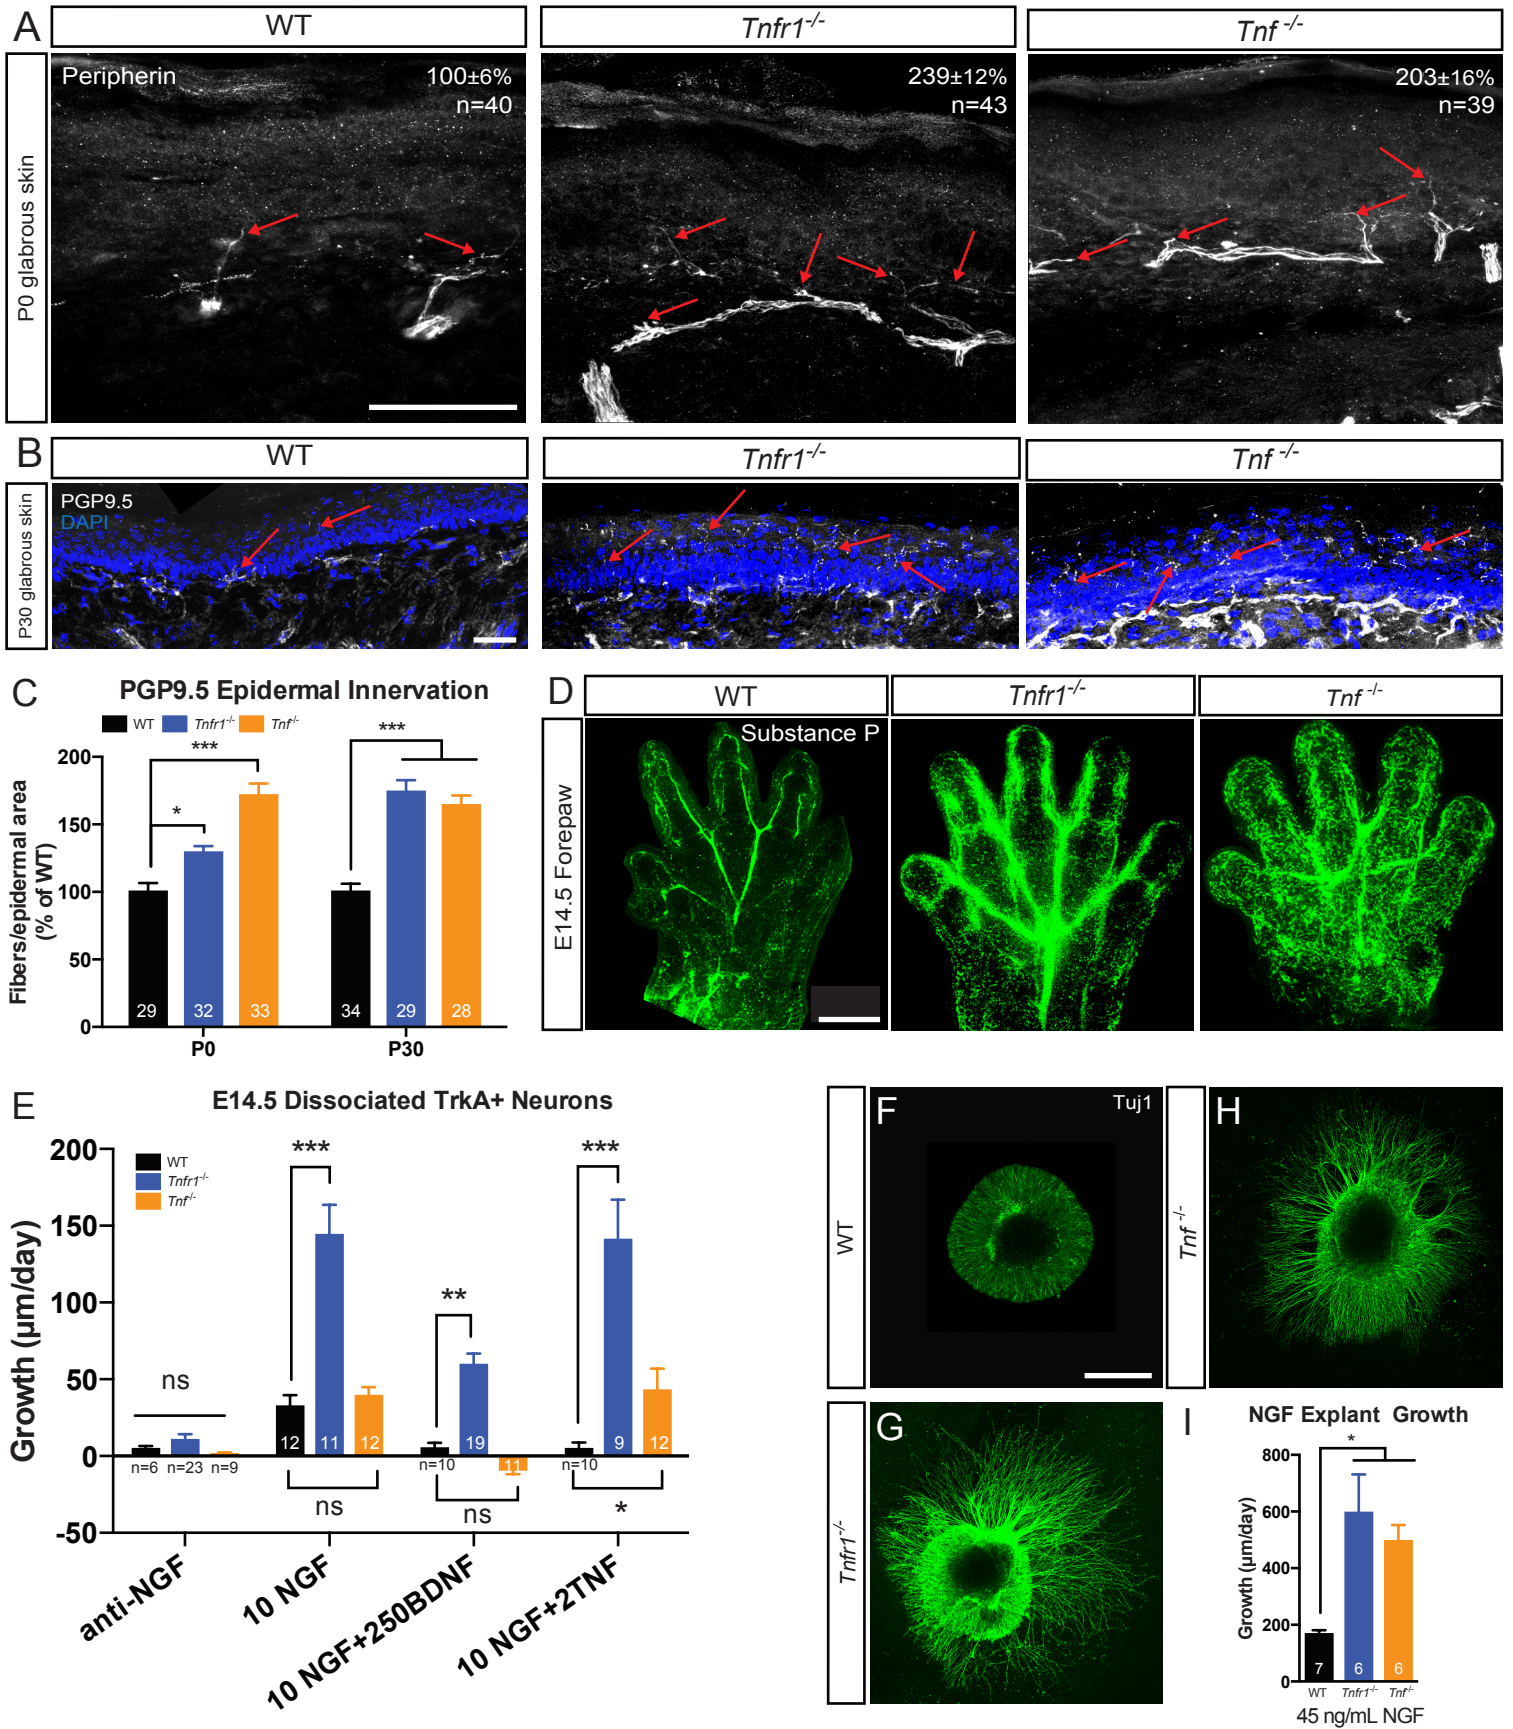 A
WT
Tnfr1-/-
Tnf -/-
P0 glabrous skin
Peripherin
100±6%
n=40
239±12%
n=43
203±16%
n=39
B
WT
Tnfr1-/-
Tnf -/-
P30 glabrous skin
PGP9.5
DAPI
C
PGP9.5 Epidermal Innervation
WT Tnfr1-/- Tnf-/-
Fibers/epidermal area
(% of WT)
200
150
100
50
0
***
*
***
29 32 33 34 29 28
P0 P30
D
WT
Tnfr1-/-
Tnf -/-
E14.5 Forepaw
Substance P
E
E14.5 Dissociated TrkA+ Neurons
WT
Tnfr1-/-
Tnf-/-
Growth (µm/day)
200
150
100
50
0
-50
ns
***
**
***
12 11 12 19 11 9 12
n=6 n=23 n=9 n=10 n=10
ns
ns
*
anti-NGF
10 NGF
10 NGF+250BDNF
10 NGF+2TNF
WT
F
Tuj1
Tnf -/-
H
Tnfr1-/-
G
I
NGF Explant Growth
*
Growth (µm/day)
800
600
400
200
0
7 6 6
WT Tnfr1-/- Tnf-/-
45 ng/mL NGF